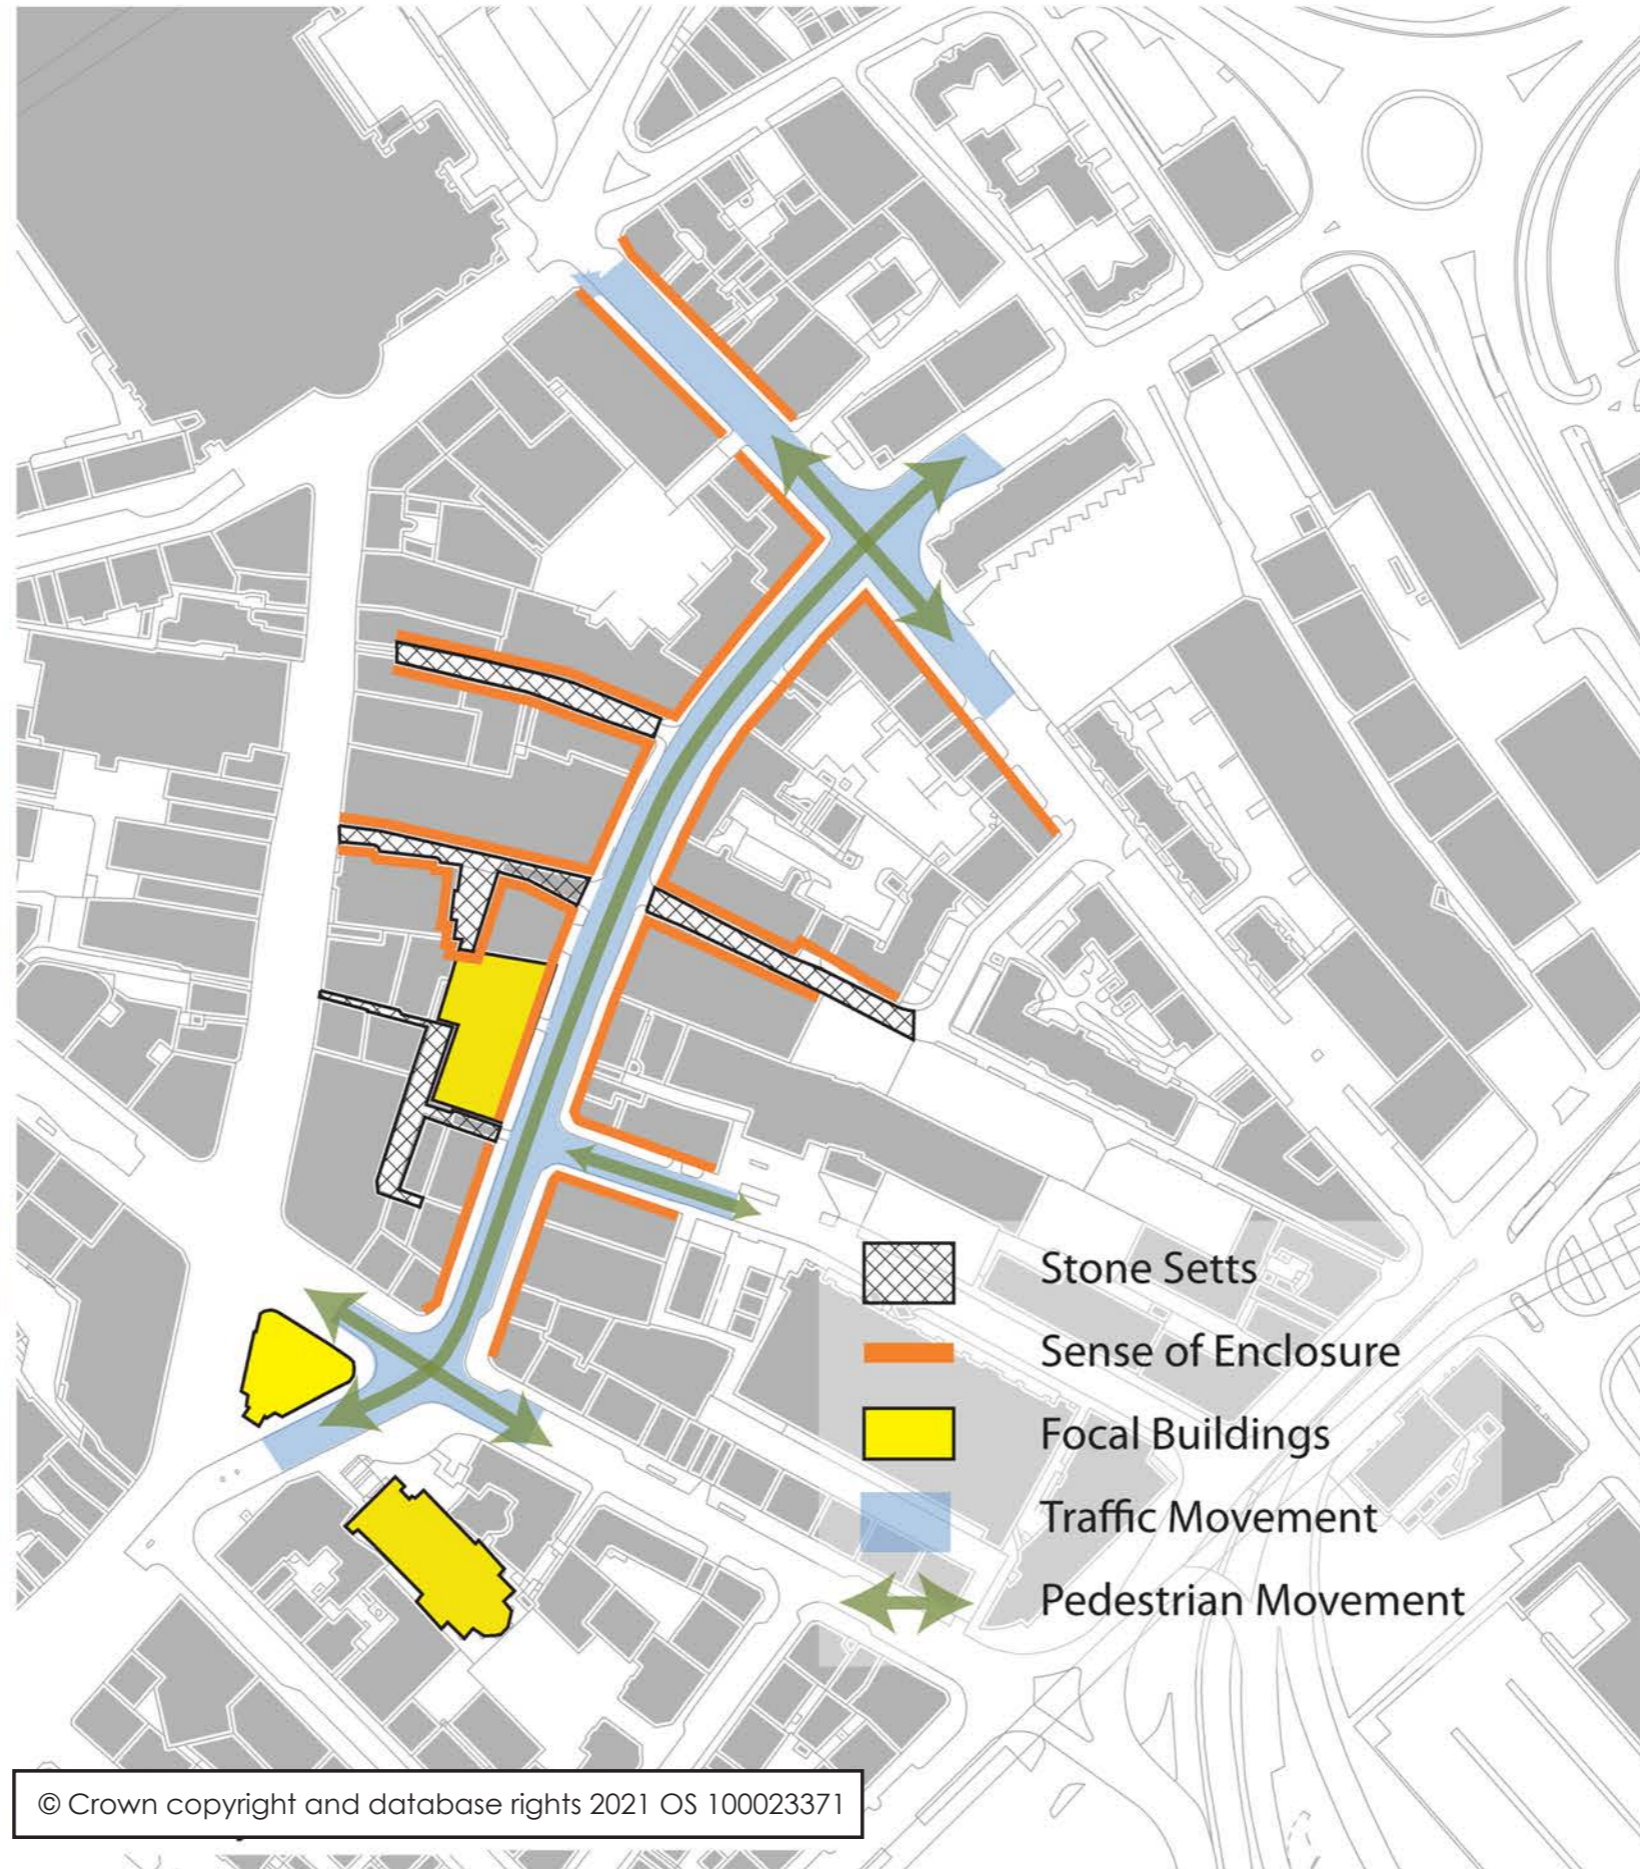 Stone Setts
Sense of Enclosure
Focal Buildings
Traffic Movement
Pedestrian Movement
© Crown copyright and database rights 2021 OS 100023371